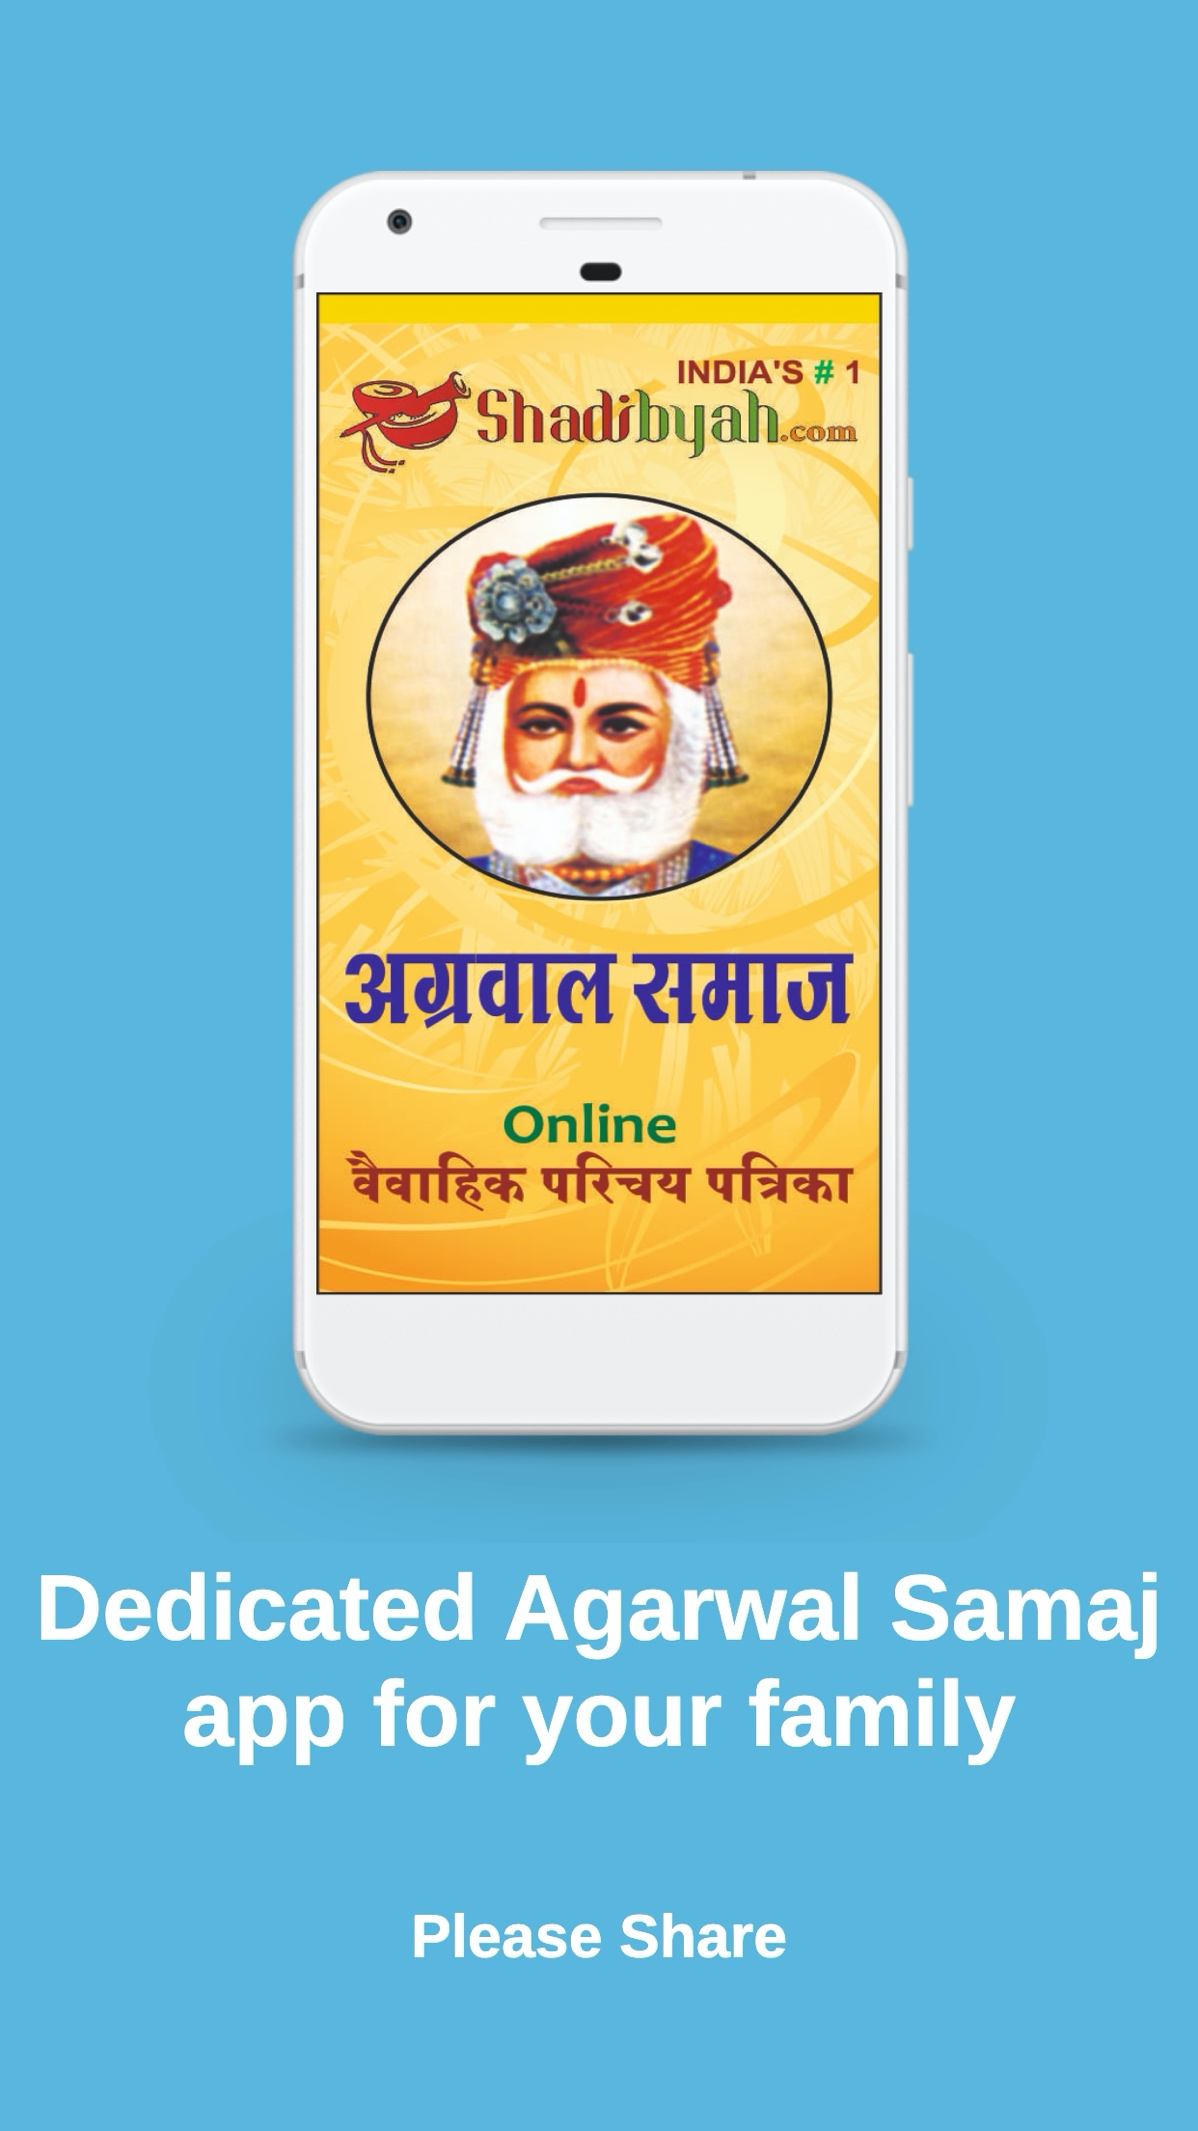 INDIA'S # 1
Shadibyah.com
अग्रवाल समाज
Online
वैवाहिक परिचय पत्रिका
Dedicated Agarwal Samaj
app for your family
Please Share